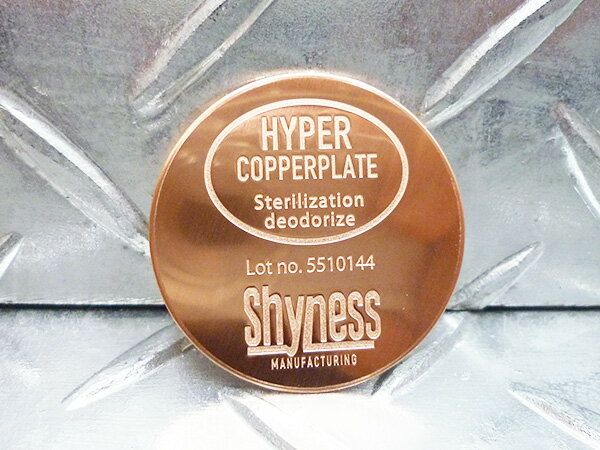 HYPER
COPPERPLATE
Sterilization
deodorize
Lot no. 5510144
Shyness
MANUFACTURING